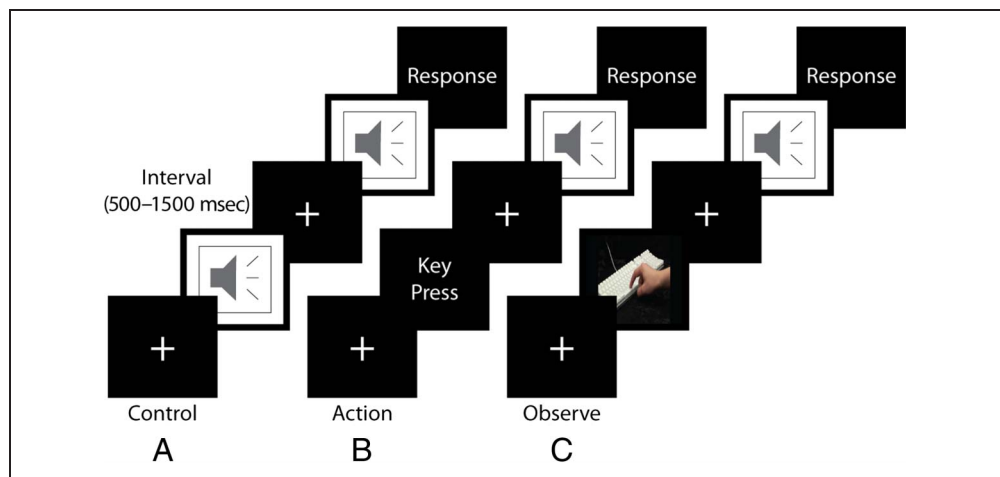 Response
Response
Response
Interval
(500–1500 msec)
Key
Press
Control
Action
Observe
A
B
C